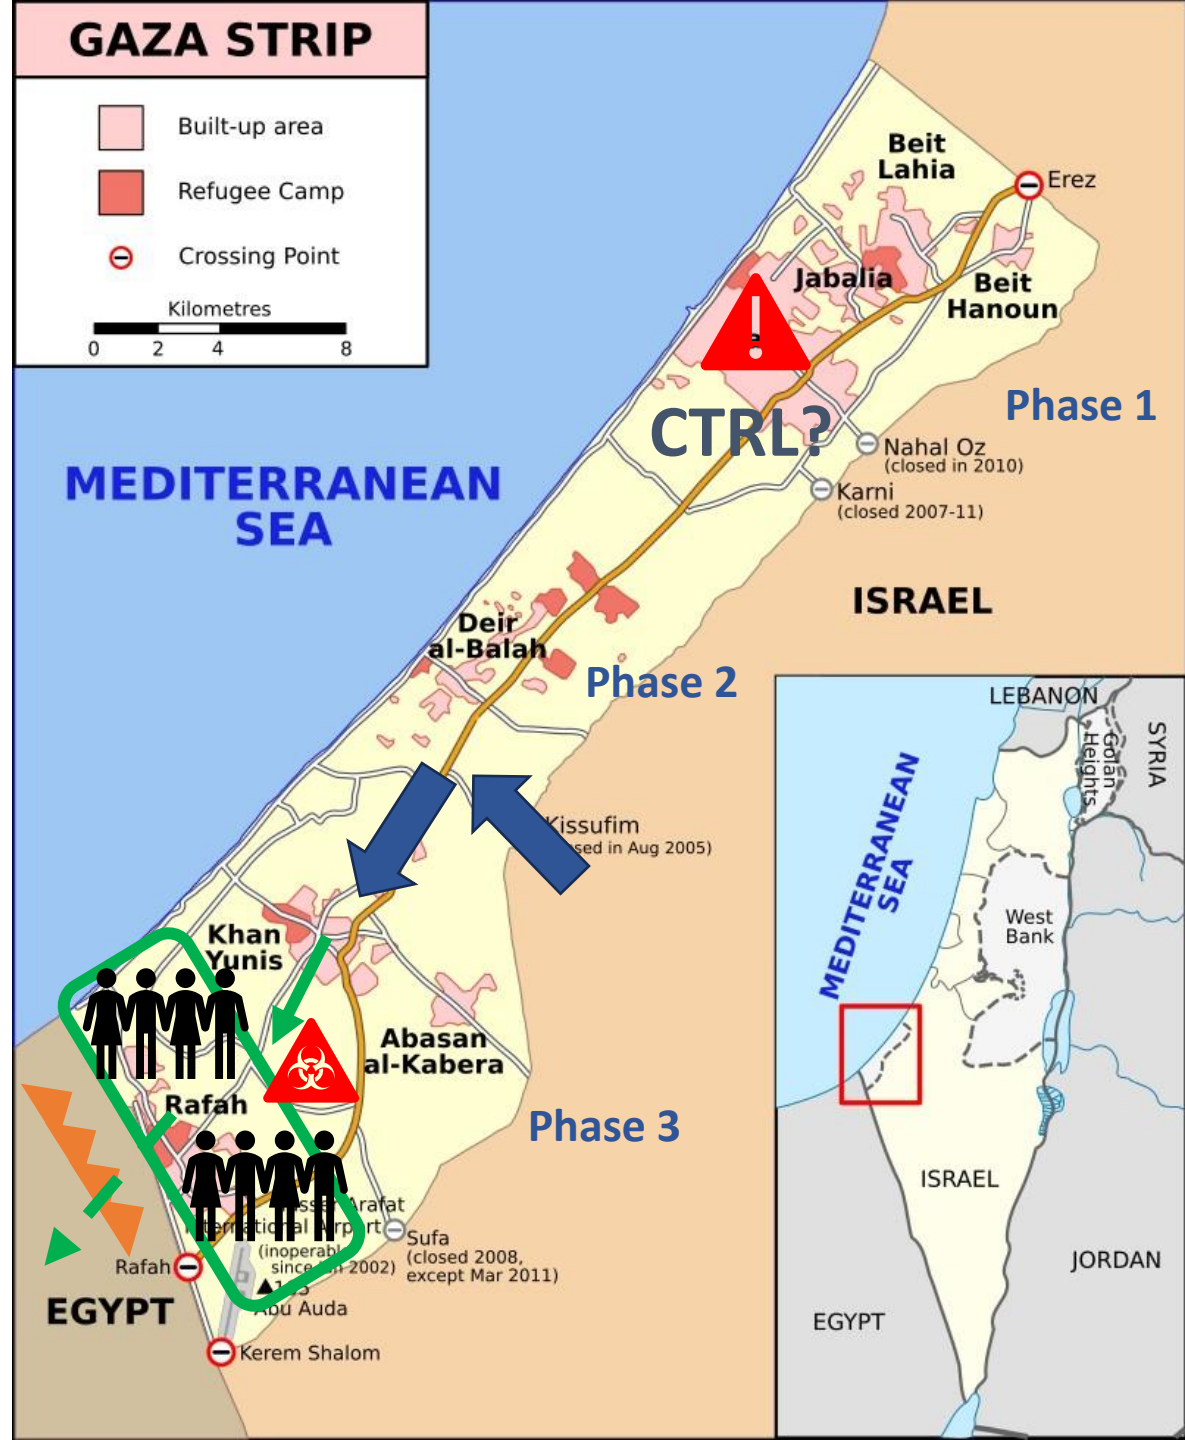 GAZA STRIP
Built-up area
Refugee Camp
Crossing Point
Kilometres
0 2 4 8
Beit
Lahia
Erez
Jabalia
Beit
Hanoun
Phase 1
CTRL?
Nahal Oz
(closed in 2010)
Karni
(closed 2007-11)
MEDITERRANEAN
SEA
ISRAEL
Deir
al-Balah
Phase 2
Kissufim
in Aug 2005)
Khan
Yunis
Abasan
al-Kabera
Rafah
Phase 3
Arafat
Airport
(inoperable
since 2002)
Sufa
(closed 2008,
except Mar 2011)
Rafah
EGYPT
Abu Auda
Kerem Shalom
LEBANON
SYRIA
Golan
Heights
MEDITERRANEAN
SEA
West
Bank
ISRAEL
JORDAN
EGYPT